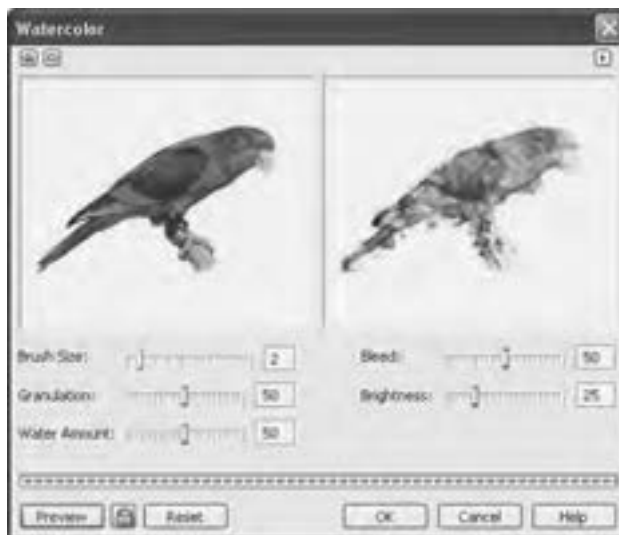 Watercolor
Brush Size: 2
Bleed: 50
Granulation: 50
Brightness: 25
Water Amount: 50
Preview Reset OK Cancel Help